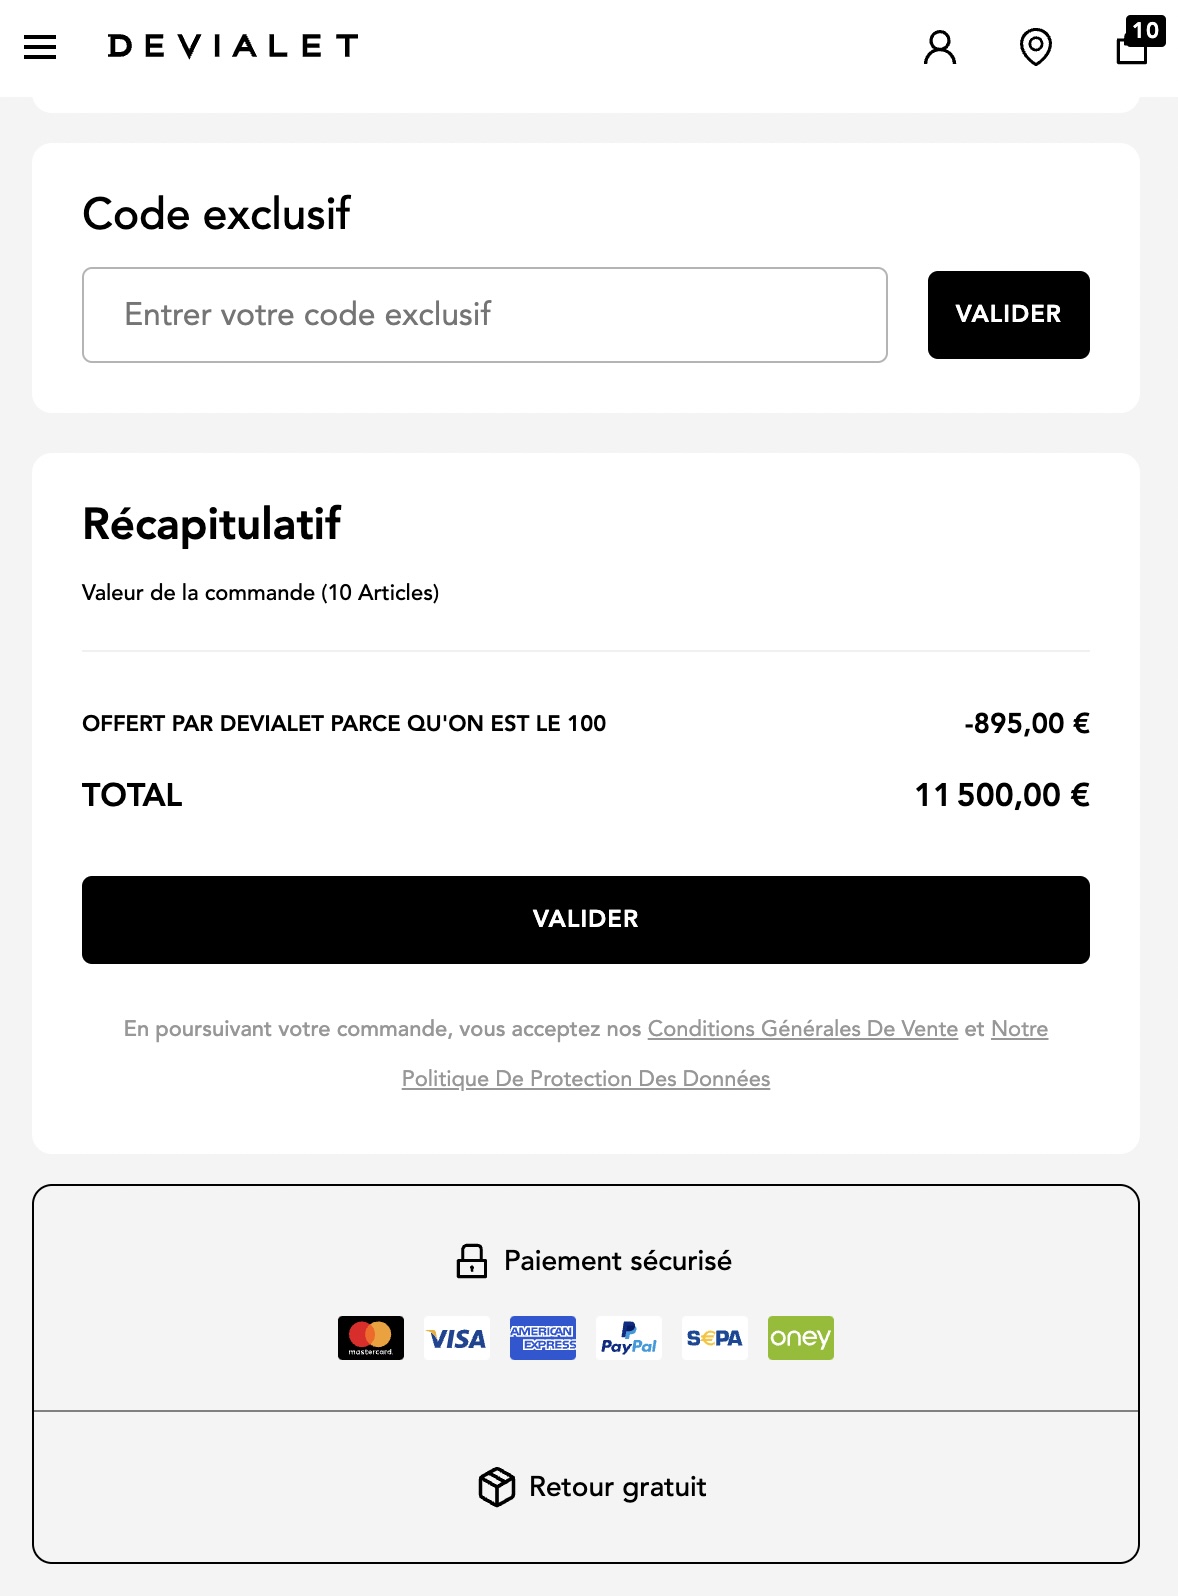 DEVIALET
10
Code exclusif
Entrer votre code exclusif
VALIDER
Récapitulatif
Valeur de la commande (10 Articles)
OFFERT PAR DEVIALET PARCE QU'ON EST LE 100
-895,00 €
TOTAL
11 500,00 €
VALIDER
En poursuivant votre commande, vous acceptez nos Conditions Générales De Vente et Notre
Politique De Protection Des Données
Paiement sécurisé
mastercard.
VISA
AMERICAN
EXPRESS
PayPal
S€PA
oney
Retour gratuit